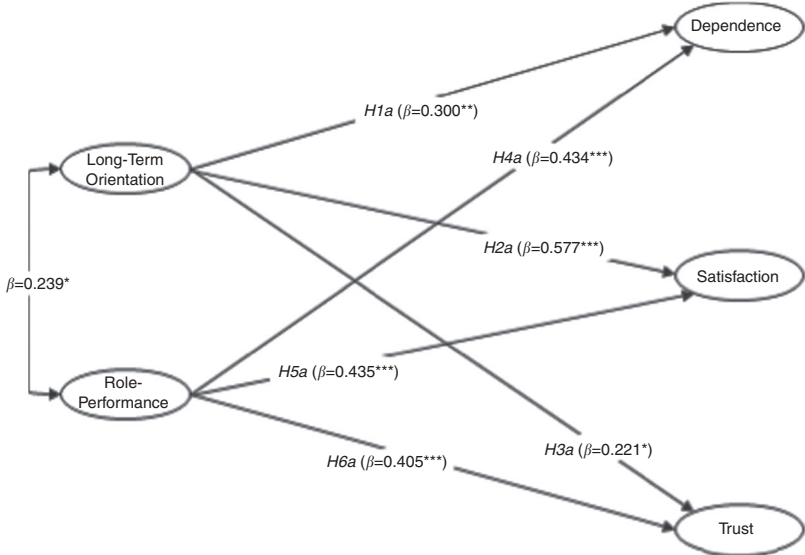 Dependence
H1a (β=0.300**)
H4a (β=0.434***)
Long-Term
Orientation
H2a (β=0.577***)
Satisfaction
β=0.239*
H5a (β=0.435***)
Role-
Performance
H3a (β=0.221*)
H6a (β=0.405***)
Trust